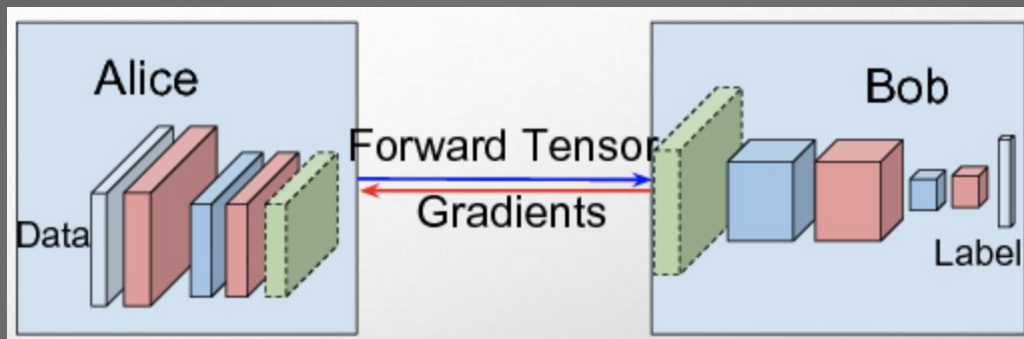 Alice
Bob
Forward Tensor
Gradients
Data
Label